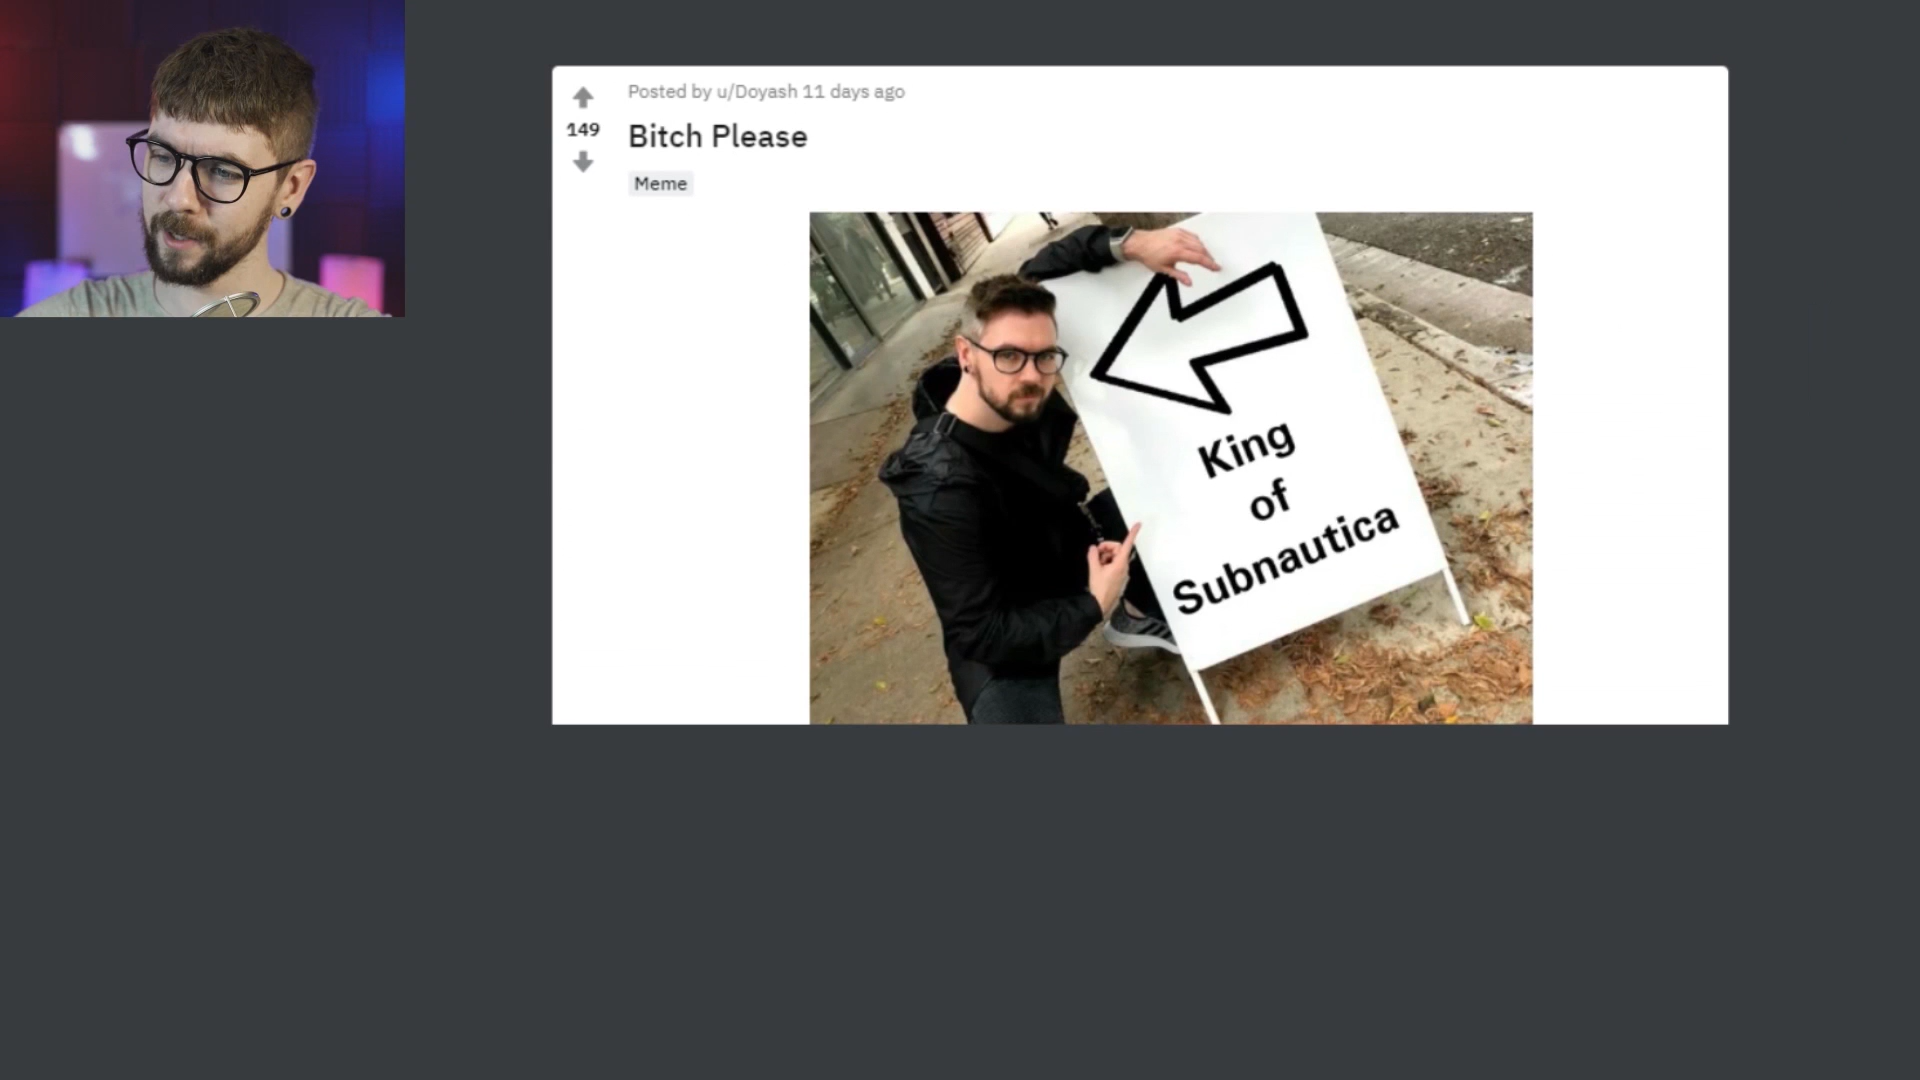 Posted by u/Doyash 11 days ago
149
Bitch Please
Meme
King
of
Subnautica